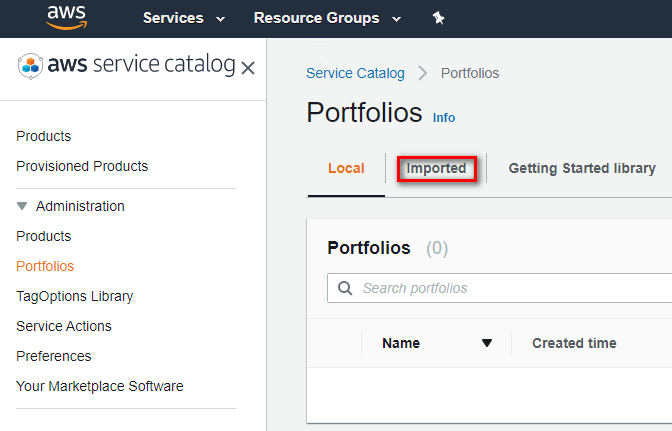 aws Services Resource Groups
aws service catalog
Products
Provisioned Products
Administration
Products
Portfolios
TagOptions Library
Service Actions
Preferences
Your Marketplace Software
Service Catalog Portfolios
Portfolios Info
Local Imported Getting Started library
Portfolios (0)
Search portfolios
Name Created time